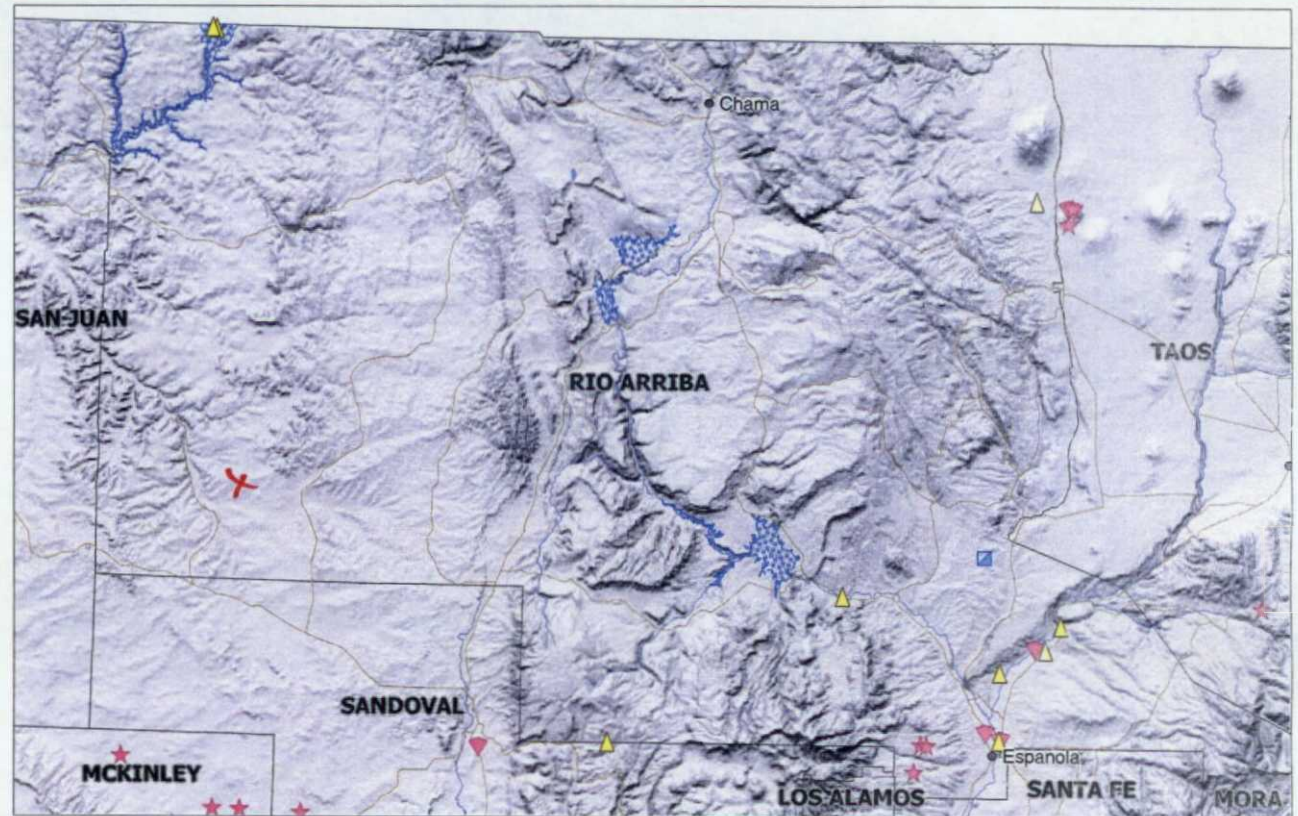 Chama
SAN JUAN
TAOS
RIO ARRIBA
SANDOVAL
Espanola
MCKINLEY
SANTA FE
LOS ALAMOS
MORA